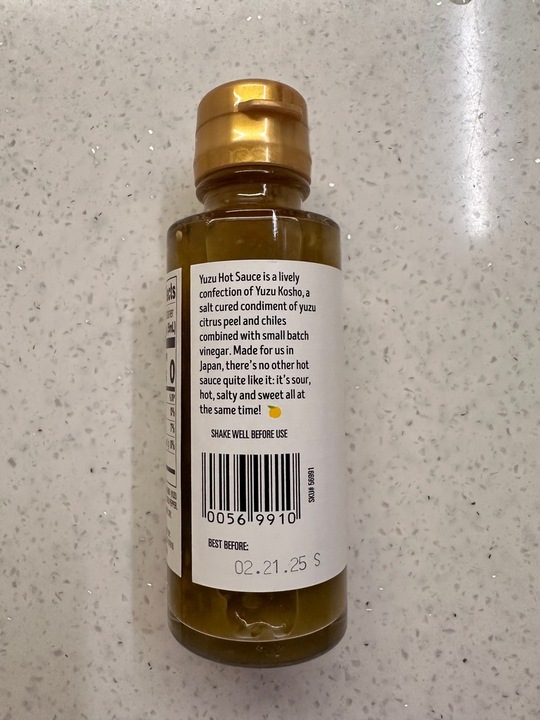 Yuzu Hot Sauce is a lively
confection of Yuzu Kosho, a
salt cured condiment of yuzu
citrus peel and chiles
combined with small batch
vinegar. Made for us in
Japan, there's no other hot
sauce quite like it: it's sour,
hot, salty and sweet all at
the same time!
SHAKE WELL BEFORE USE
SKU# 56991
0056 9910
BEST BEFORE:
02.21.25 S
0